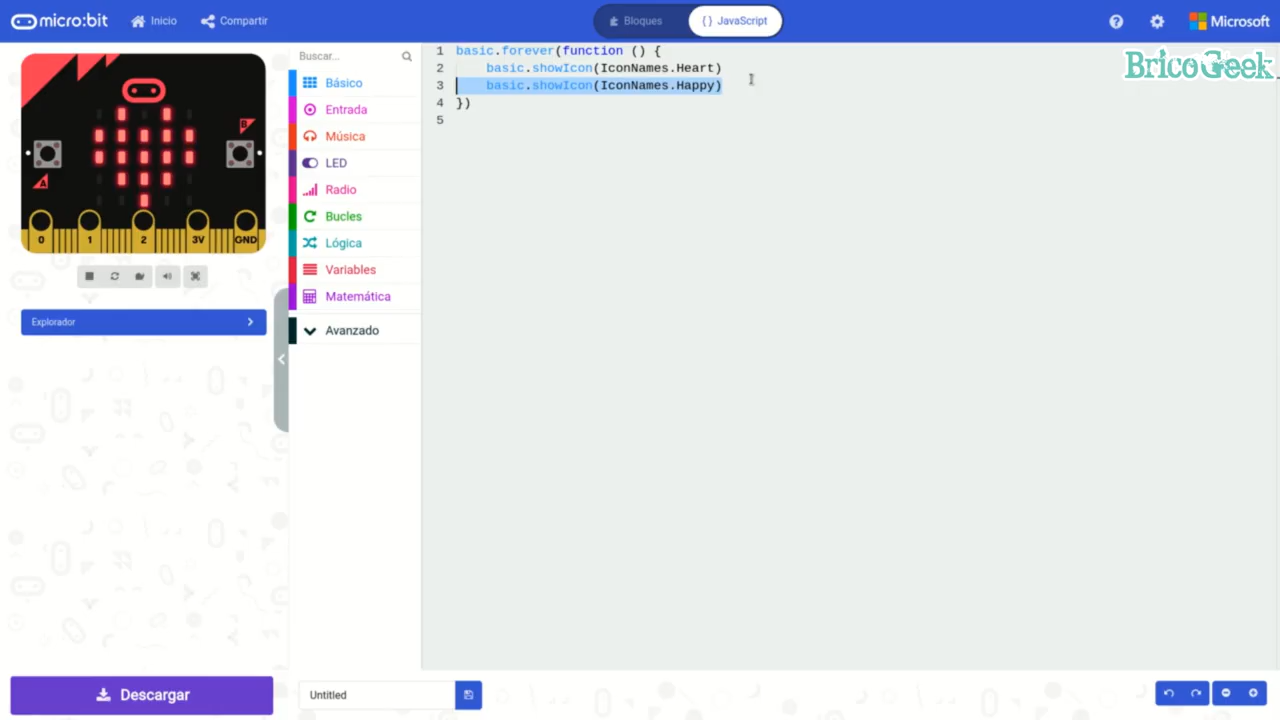 micro:bit Inicio Compartir Bloques {} JavaScript Microsoft
BricoGeek
Buscar...
Básico
Entrada
Música
LED
Radio
Bucles
Lógica
Variables
Matemática
Avanzado
1 basic.forever(function () {
2 basic.showIcon(IconNames.Heart)
3 basic.showIcon(IconNames.Happy)
4 })
5
B
A
0 1 2 3V GND
Explorador
Descargar
Untitled